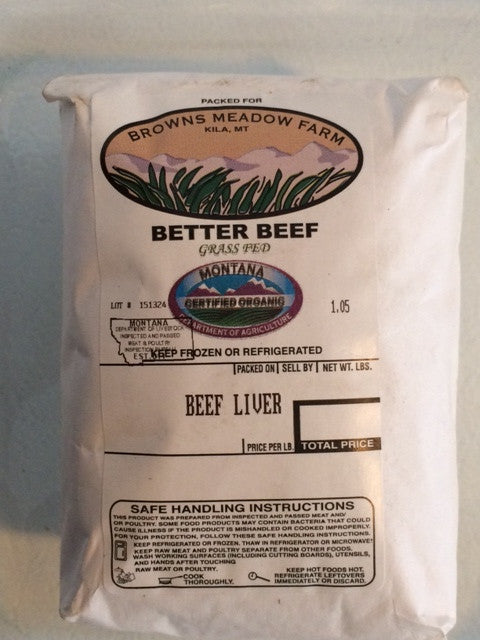 PACKED FOR
BROWNS MEADOW FARM
KILA, MT
BETTER BEEF
GRASS FED
MONTANA
CERTIFIED ORGANIC
DEPARTMENT OF AGRICULTURE
LOT # 151324
1.05
MONTANA
DEPARTMENT OF LIVESTOCK
INSPECTED AND PASSED
MEAT & POULTRY
INSPECTION
EST.
KEEP FROZEN OR REFRIGERATED
PACKED ON SELL BY NET WT. LBS.
BEEF LIVER
PRICE PER LB. TOTAL PRICE
SAFE HANDLING INSTRUCTIONS
THIS PRODUCT WAS PREPARED FROM INSPECTED AND PASSED MEAT AND/
OR POULTRY. SOME FOOD PRODUCTS MAY CONTAIN BACTERIA THAT COULD
CAUSE ILLNESS IF THE PRODUCT IS MISHANDLED OR COOKED IMPROPERLY.
FOR YOUR PROTECTION, FOLLOW THESE SAFE HANDLING INSTRUCTIONS.
KEEP REFRIGERATED OR FROZEN. THAW IN REFRIGERATOR OR MICROWAVE.
KEEP RAW MEAT AND POULTRY SEPARATE FROM OTHER FOODS.
WASH WORKING SURFACES (INCLUDING CUTTING BOARDS), UTENSILS,
AND HANDS AFTER TOUCHING
RAW MEAT OR POULTRY.
COOK
THOROUGHLY.
KEEP HOT FOODS HOT.
REFRIGERATE LEFTOVERS
IMMEDIATELY OR DISCARD.